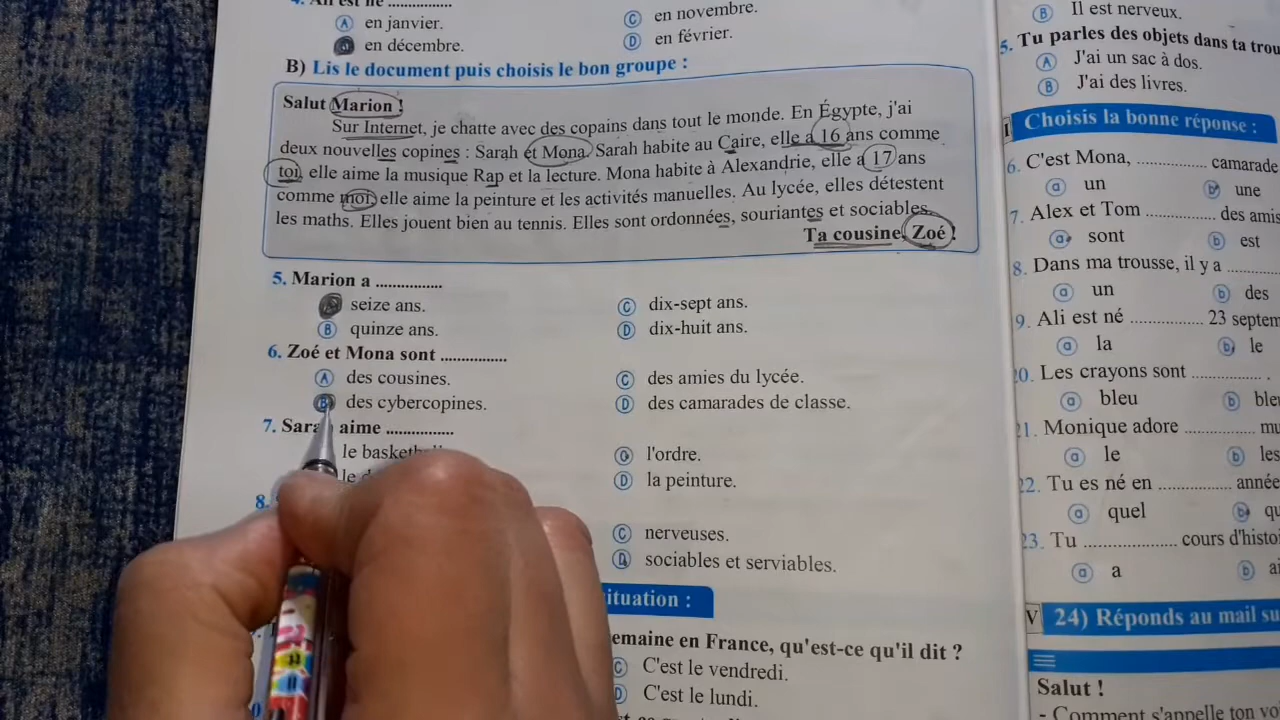 4. Ali est né ..............
A en janvier.
C en novembre.
en décembre.
D en février.
B) Lis le document puis choisis le bon groupe :
Salut Marion !
Sur Internet, je chatte avec des copains dans tout le monde. En Égypte, j'ai
deux nouvelles copines : Sarah et Mona. Sarah habite au Caire, elle a 16 ans comme
toi, elle aime la musique Rap et la lecture. Mona habite à Alexandrie, elle a 17 ans
comme moi, elle aime la peinture et les activités manuelles. Au lycée, elles détestent
les maths. Elles jouent bien au tennis. Elles sont ordonnées, souriantes et sociables.
Ta cousine, Zoé !
5. Marion a ..............
seize ans.
C dix-sept ans.
B quinze ans.
D dix-huit ans.
6. Zoé et Mona sont ..............
A des cousines.
C des amies du lycée.
B des cybercopines.
D des camarades de classe.
7. Sarah aime ..............
le basket
C l'ordre.
le
D la peinture.
8.
C nerveuses.
D sociables et serviables.
ituation :
emaine en France, qu'est-ce qu'il dit ?
C C'est le vendredi.
D C'est le lundi.
B Il est nerveux.
5. Tu parles des objets dans ta trou
A J'ai un sac à dos.
B J'ai des livres.
Choisis la bonne réponse :
6. C'est Mona, .............. camarade
a un
b une
7. Alex et Tom .............. des amis
a sont
b est
8. Dans ma trousse, il y a ..............
a un
b des
9. Ali est né .............. 23 septem
a la
b le
20. Les crayons sont .............. .
a bleu
b ble
21. Monique adore .............. mu
a le
b les
22. Tu es né en .............. année
a quel
b qu
23. Tu .............. cours d'histo
a a
b ai
V 24) Réponds au mail su
Salut !
- Comment s'appelle ton vo